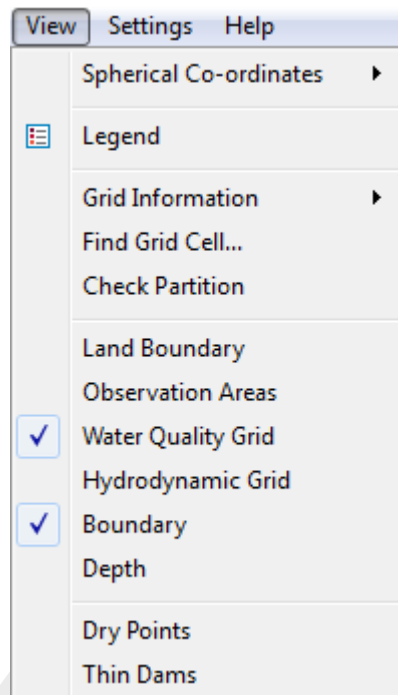 View Settings Help
Spherical Co-ordinates
Legend
Grid Information
Find Grid Cell...
Check Partition
Land Boundary
Observation Areas
Water Quality Grid
Hydrodynamic Grid
Boundary
Depth
Dry Points
Thin Dams